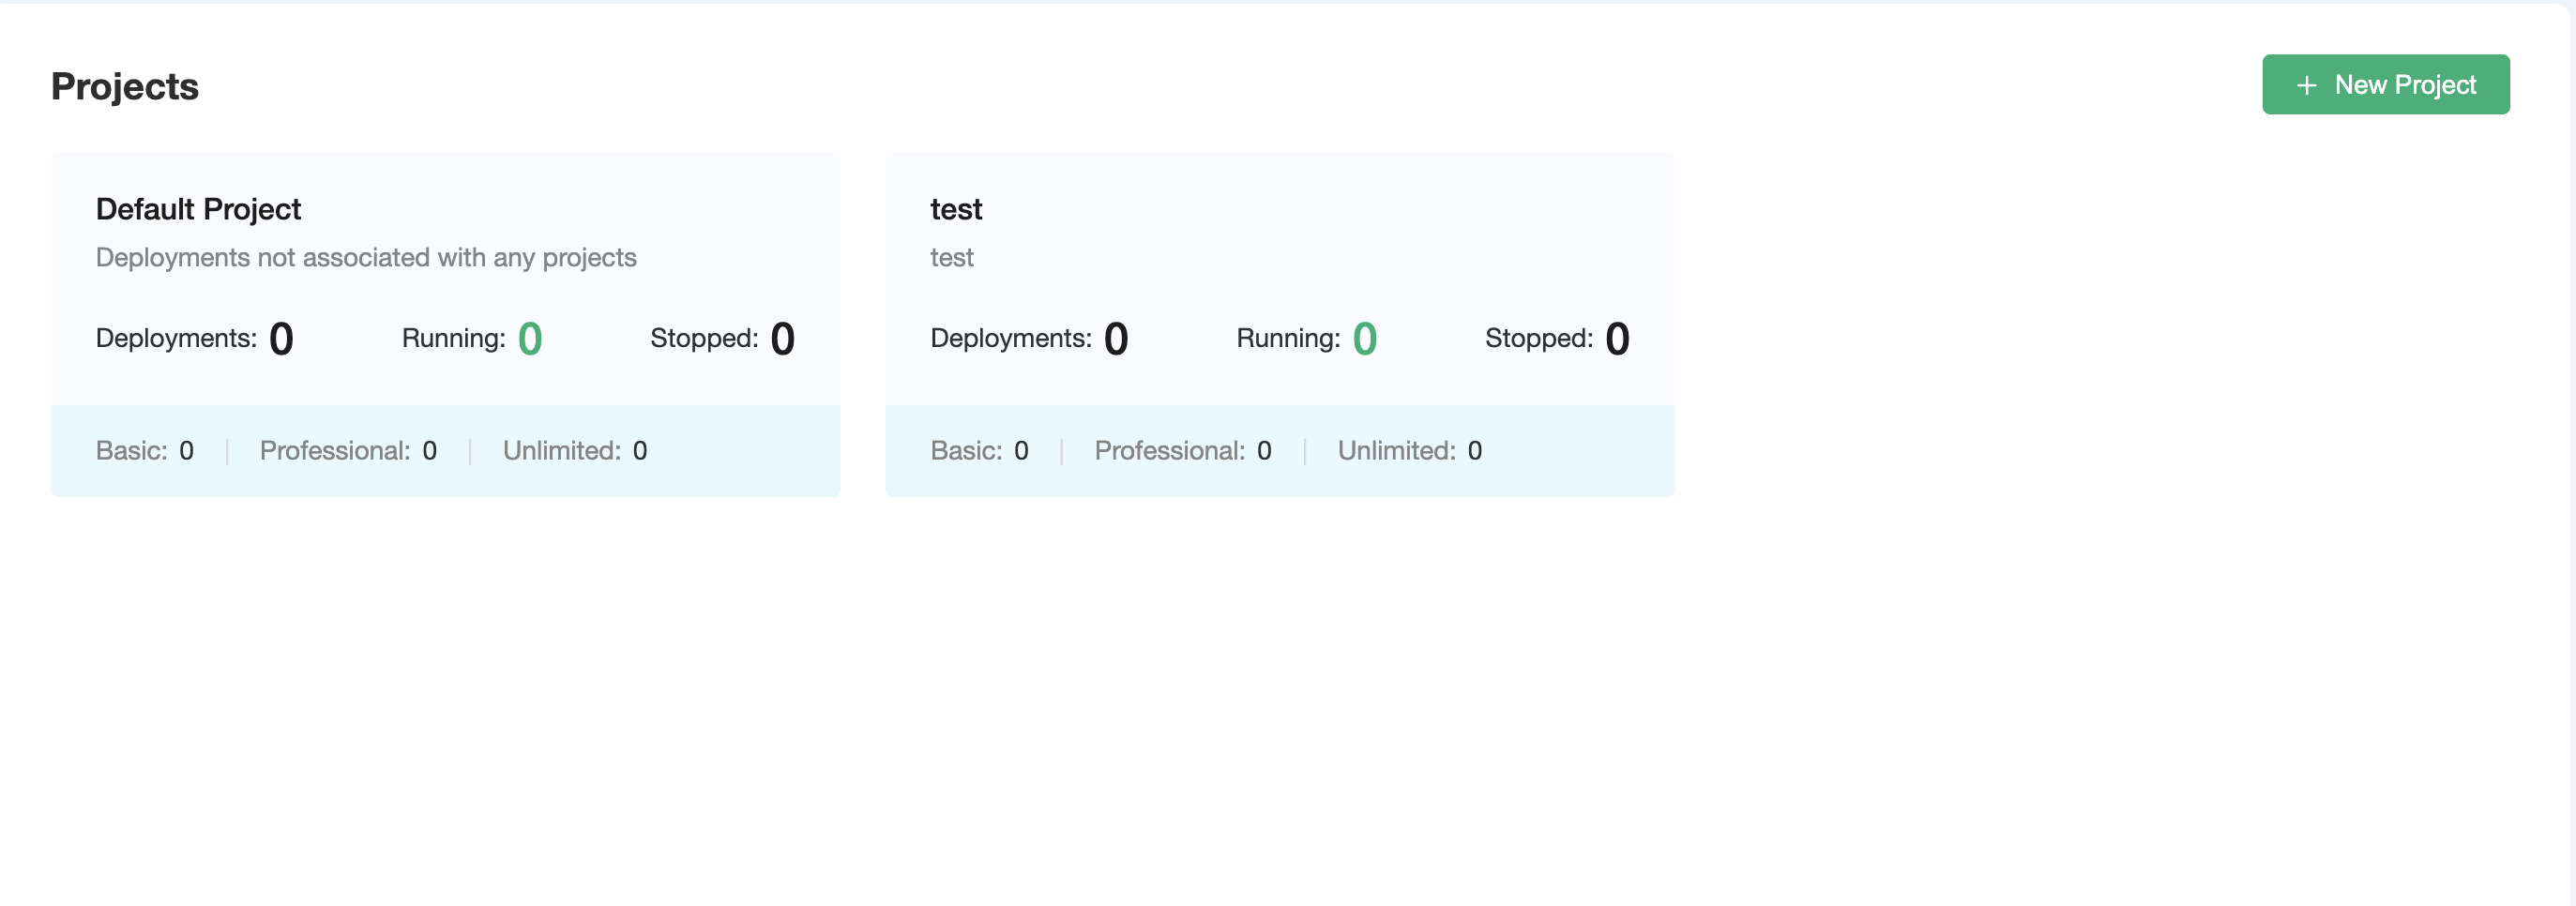 Projects
+ New Project
Default Project
Deployments not associated with any projects
Deployments: 0 Running: 0 Stopped: 0
Basic: 0 | Professional: 0 | Unlimited: 0
test
test
Deployments: 0 Running: 0 Stopped: 0
Basic: 0 | Professional: 0 | Unlimited: 0